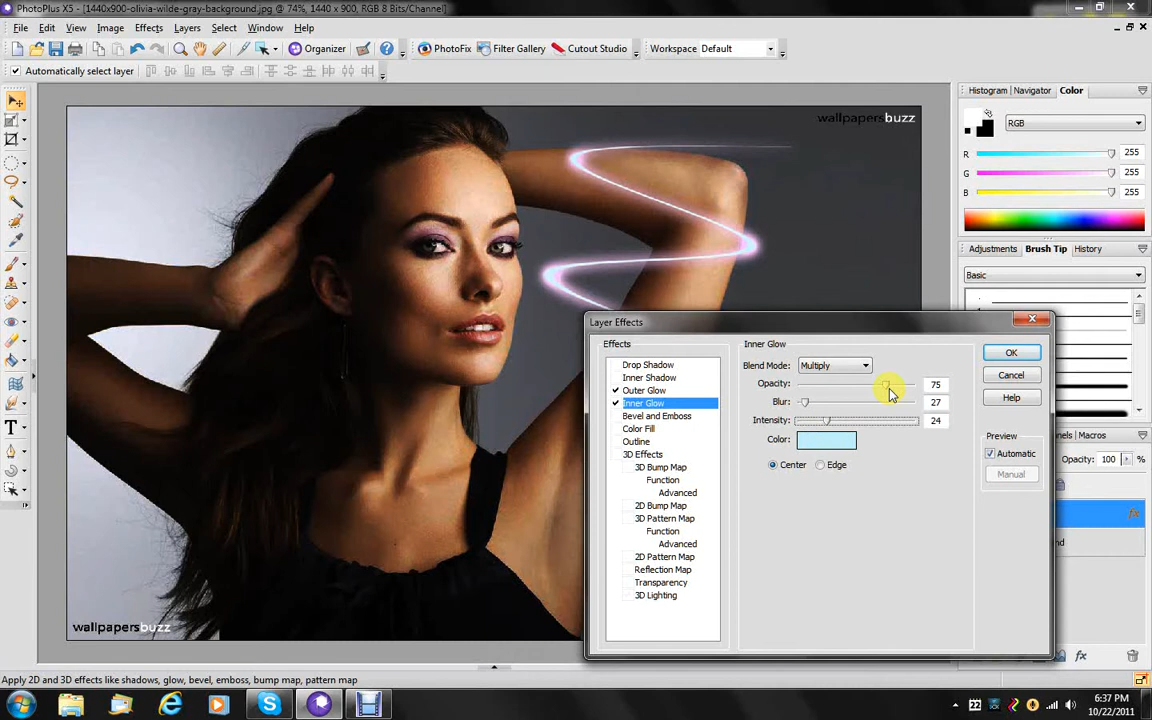 PhotoPlus X5 - [1440x900-olivia-wilde-gray-background.jpg @ 74%, 1440 x 900, RGB 8 Bits/Channel]
File Edit View Image Effects Layers Select Window Help
Organizer PhotoFix Filter Gallery Cutout Studio Workspace Default
Automatically select layer
Histogram Navigator Color
wallpapersbuzz
RGB
R 255
G 255
B 255
Adjustments Brush Tip History
Basic
Layer Effects
Effects
Drop Shadow
Inner Shadow
Outer Glow
Inner Glow
Bevel and Emboss
Color Fill
Outline
3D Effects
3D Bump Map
Function
Advanced
2D Bump Map
3D Pattern Map
Function
Advanced
2D Pattern Map
Reflection Map
Transparency
3D Lighting
Inner Glow
Blend Mode: Multiply
Opacity: 75
Blur: 27
Intensity: 24
Color:
Center Edge
OK
Cancel
Help
Preview
Automatic
Manual
Macros
Opacity: 100 %
wallpapersbuzz
Apply 2D and 3D effects like shadows, glow, bevel, emboss, bump map, pattern map
22
6:37 PM
10/22/2011